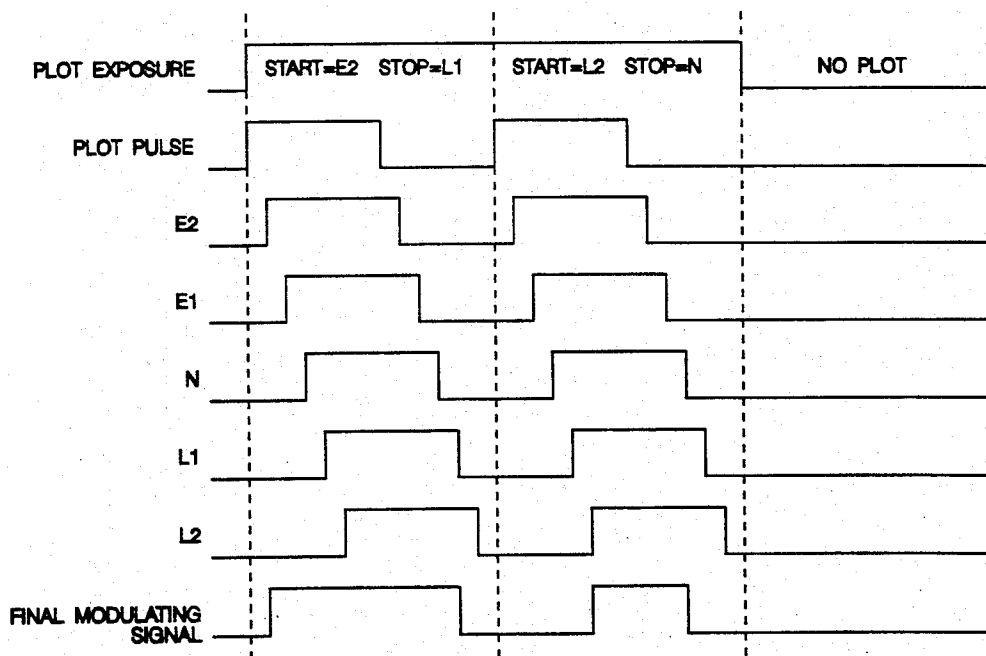 PLOT EXPOSURE
START=E2 STOP=L1 START=L2 STOP=N NO PLOT
PLOT PULSE
E2
E1
N
L1
L2
FINAL MODULATING
SIGNAL